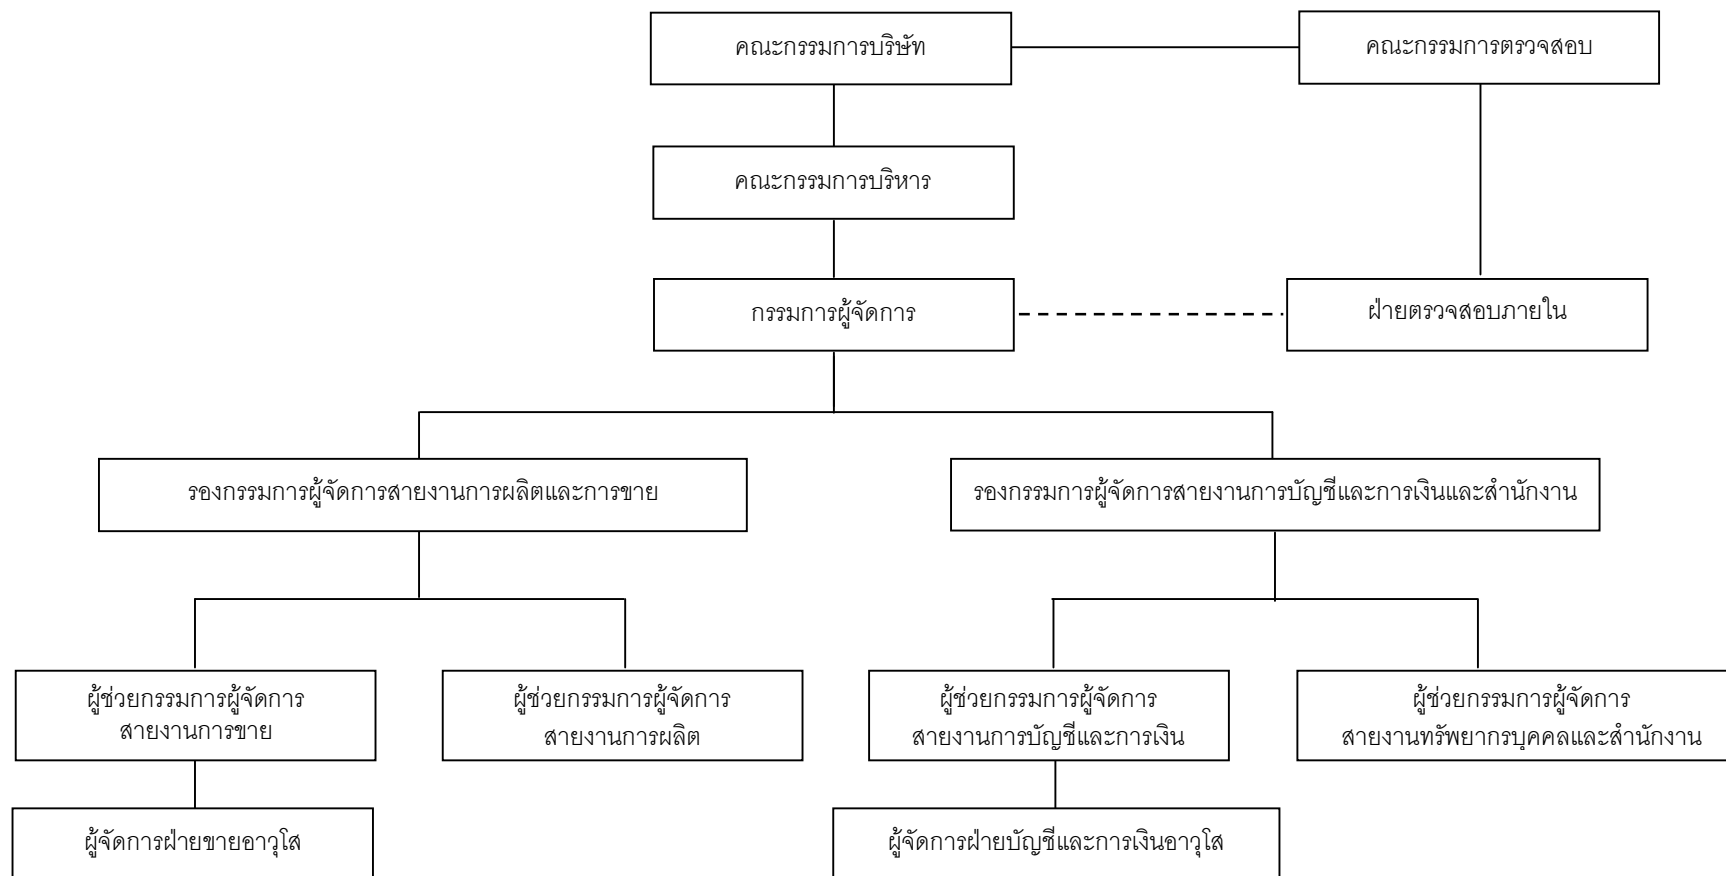 คณะกรรมการบริษัท
คณะกรรมการตรวจสอบ
คณะกรรมการบริหาร
กรรมการผู้จัดการ
ฝ่ายตรวจสอบภายใน
รองกรรมการผู้จัดการสายงานการผลิตและการขาย
รองกรรมการผู้จัดการสายงานการบัญชีและการเงินและสำนักงาน
ผู้ช่วยกรรมการผู้จัดการ
สายงานการขาย
ผู้ช่วยกรรมการผู้จัดการ
สายงานการผลิต
ผู้ช่วยกรรมการผู้จัดการ
สายงานการบัญชีและการเงิน
ผู้ช่วยกรรมการผู้จัดการ
สายงานทรัพยากรบุคคลและสำนักงาน
ผู้จัดการฝ่ายขายอาวุโส
ผู้จัดการฝ่ายบัญชีและการเงินอาวุโส